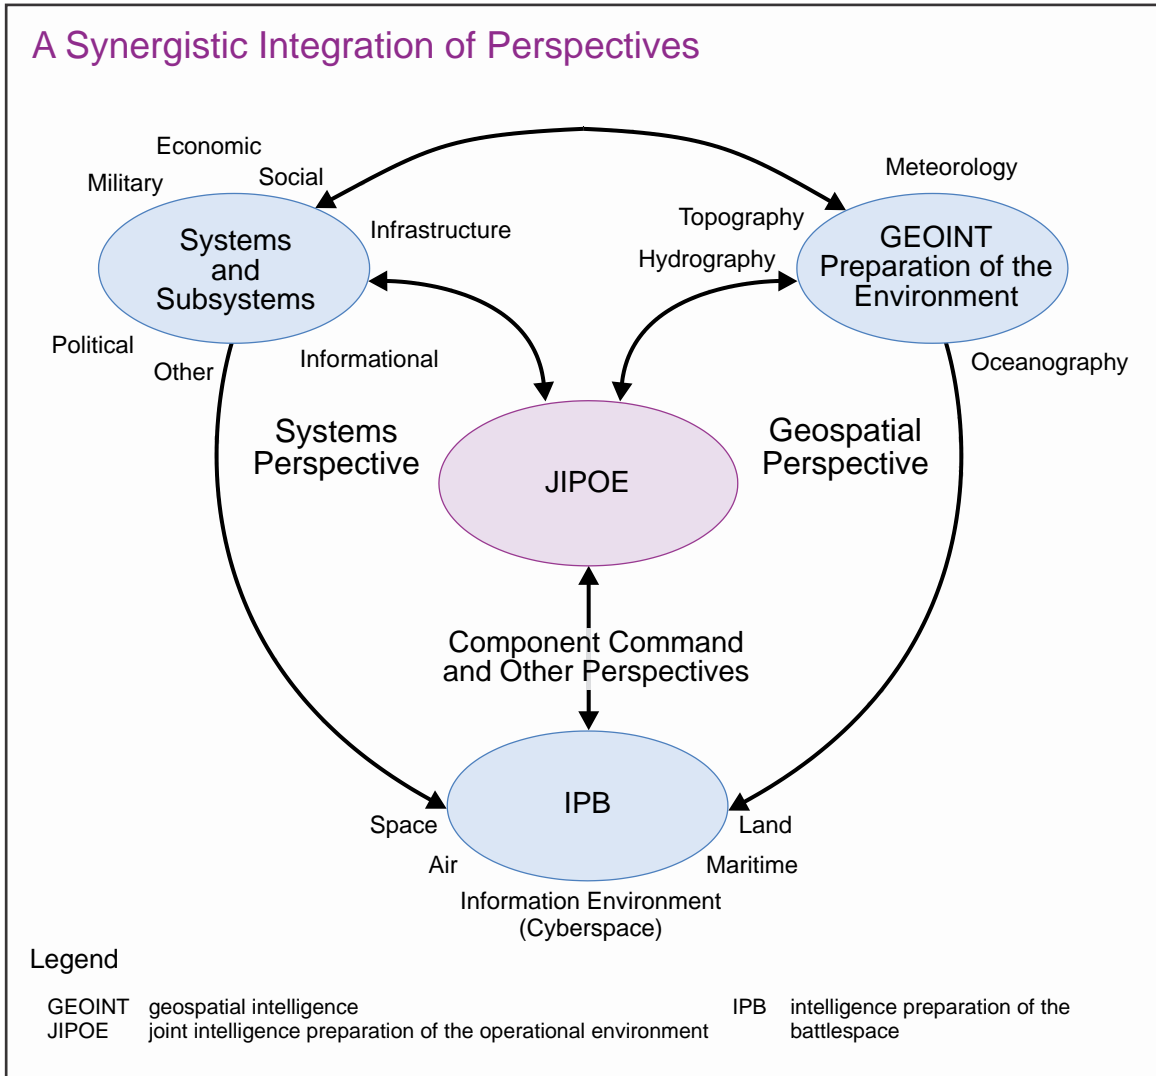 A Synergistic Integration of Perspectives
Economic
Military
Social
Infrastructure
Systems
and
Subsystems
Political
Other
Informational
Meteorology
Topography
Hydrography
GEOINT
Preparation of the
Environment
Oceanography
Systems
Perspective
Geospatial
Perspective
JIPOE
Component Command
and Other Perspectives
IPB
Space
Land
Air
Maritime
Information Environment
(Cyberspace)
Legend
GEOINT geospatial intelligence
JIPOE joint intelligence preparation of the operational environment
IPB intelligence preparation of the
battlespace